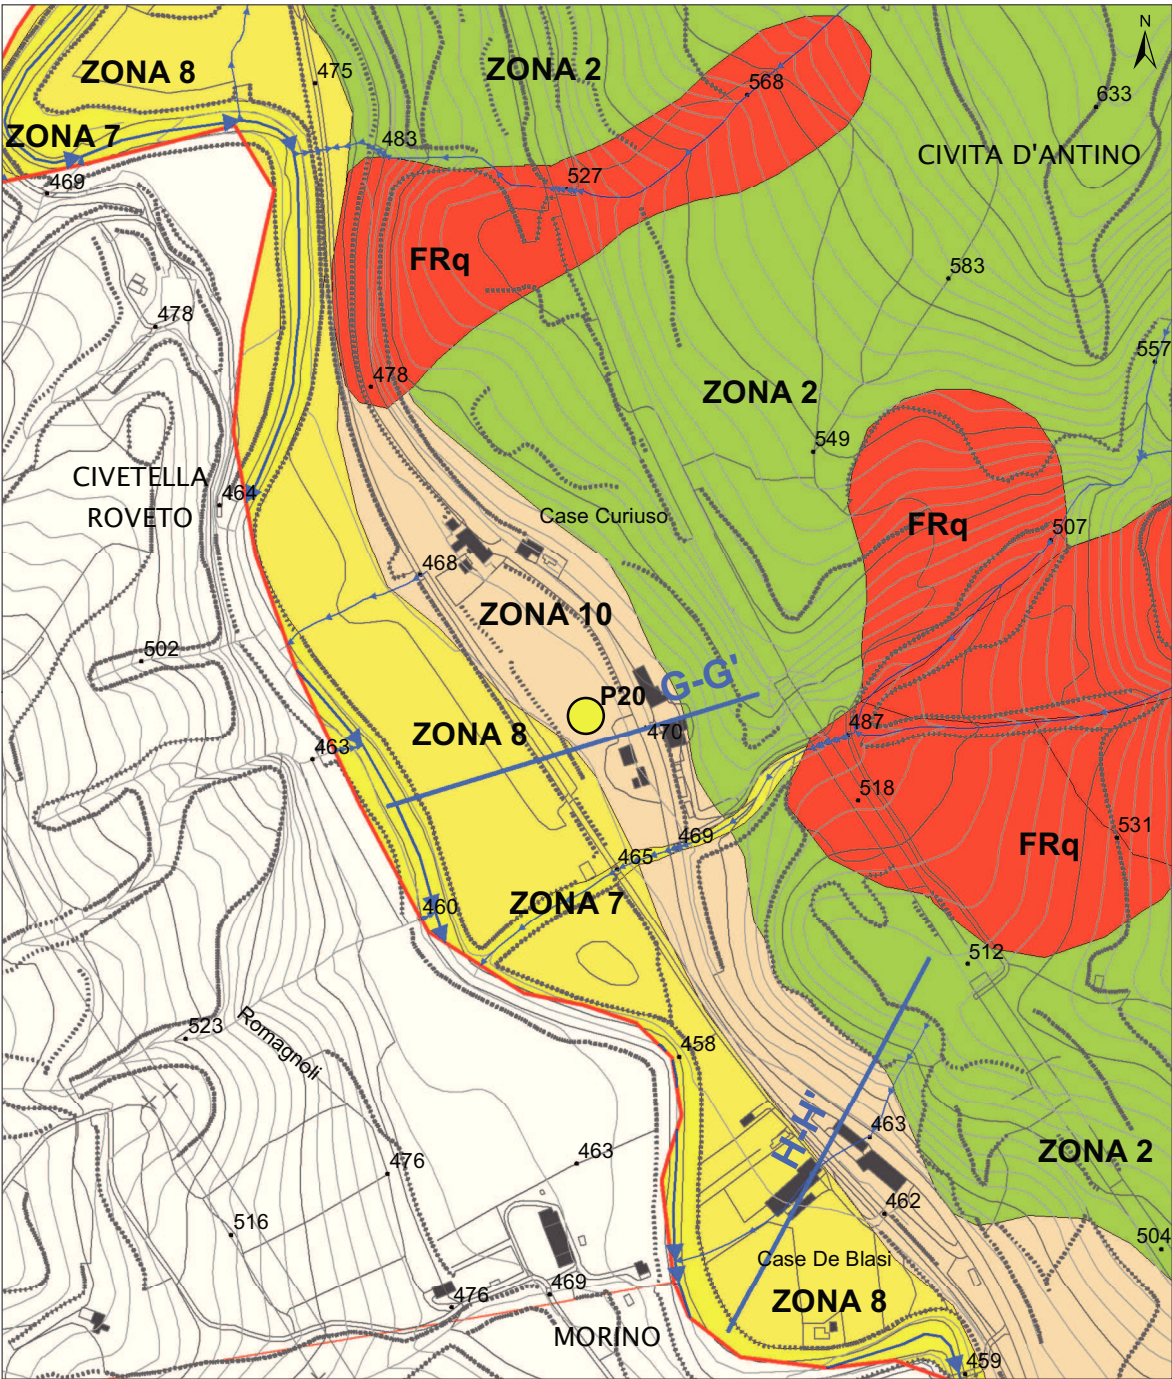 N
ZONA 8
475
ZONA 2
568
633
ZONA 7
483
CIVITA D'ANTINO
469
527
FRq
583
478
557
478
ZONA 2
549
CIVETELLA
ROVETO
464
Case Curiuso
FRq
507
468
ZONA 10
502
G-G'
P20
ZONA 8
470
487
463
518
469
531
FRq
465
460
ZONA 7
512
523
Romagnoli
458
H-H'
463
463
ZONA 2
476
462
516
504
Case De Blasi
469
476
ZONA 8
MORINO
459